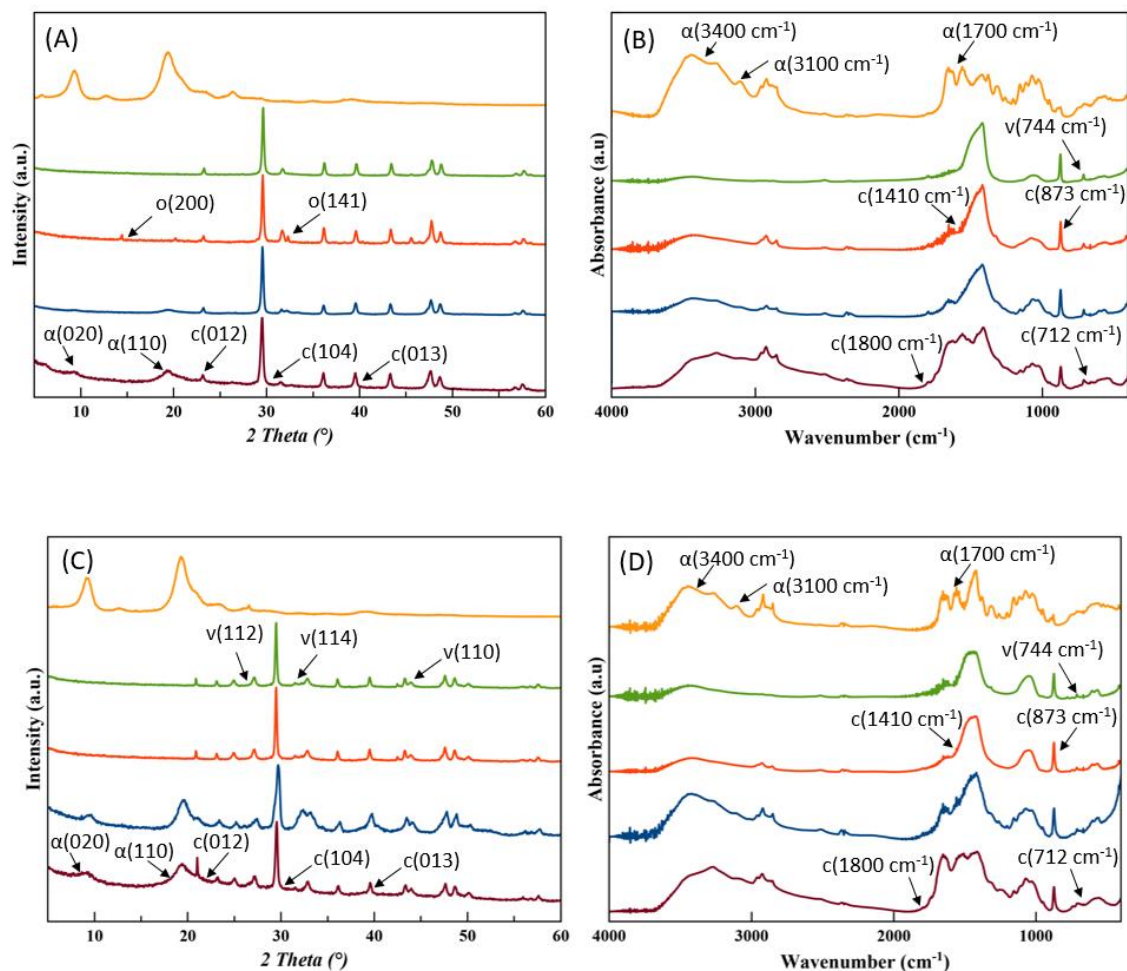 (A)
α(020)
α(110)
c(012)
o(200)
o(141)
c(104)
c(013)
Intensity (a.u.)
10
20
30
40
50
60
2 Theta (°)
(B)
α(3400 cm⁻¹)
α(3100 cm⁻¹)
α(1700 cm⁻¹)
v(744 cm⁻¹)
c(1410 cm⁻¹)
c(873 cm⁻¹)
c(1800 cm⁻¹)
c(712 cm⁻¹)
Absorbance (a.u)
4000
3000
2000
1000
Wavenumber (cm⁻¹)
(C)
v(112)
v(114)
v(110)
α(020)
α(110)
c(012)
c(104)
c(013)
Intensity (a.u.)
10
20
30
40
50
60
2 Theta (°)
(D)
α(3400 cm⁻¹)
α(3100 cm⁻¹)
α(1700 cm⁻¹)
v(744 cm⁻¹)
c(1410 cm⁻¹)
c(873 cm⁻¹)
c(1800 cm⁻¹)
c(712 cm⁻¹)
Absorbance (a.u)
4000
3000
2000
1000
Wavenumber (cm⁻¹)